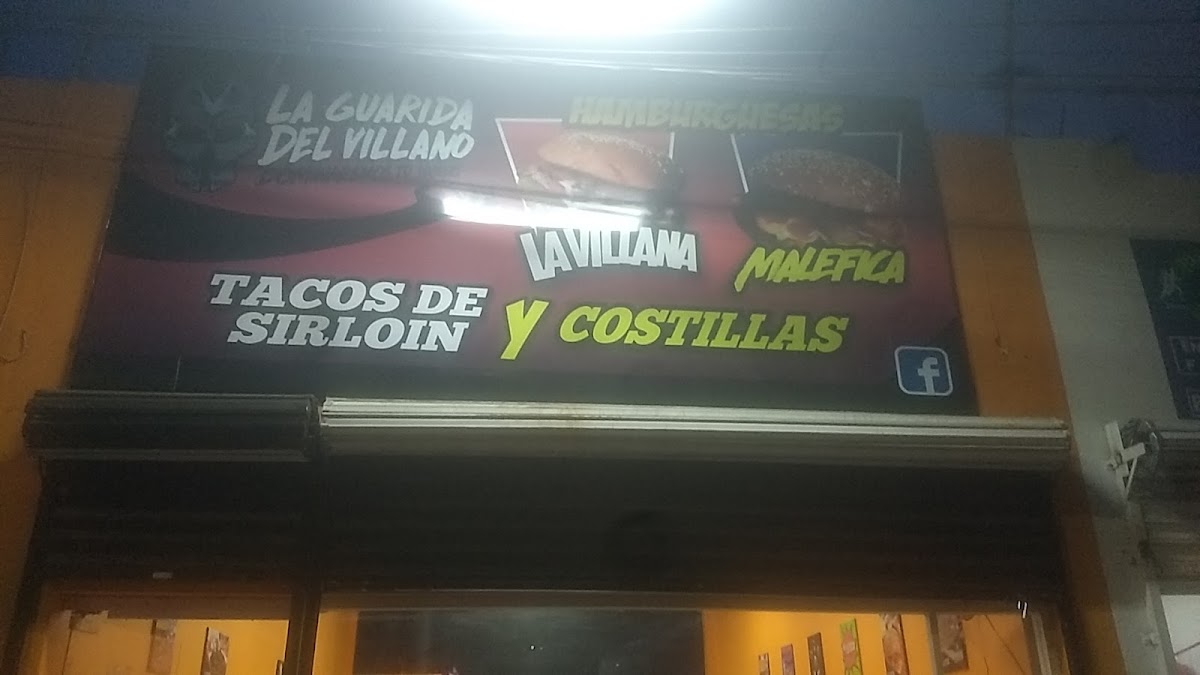 LA GUARIDA
DEL VILLANO
HAMBURGUESAS
LA VILLANA
MALEFICA
TACOS DE
SIRLOIN
Y COSTILLAS
f